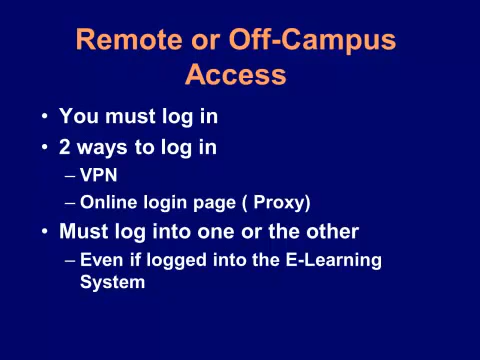 Remote or Off-Campus
Access
• You must log in
• 2 ways to log in
– VPN
– Online login page ( Proxy)
• Must log into one or the other
– Even if logged into the E-Learning
System